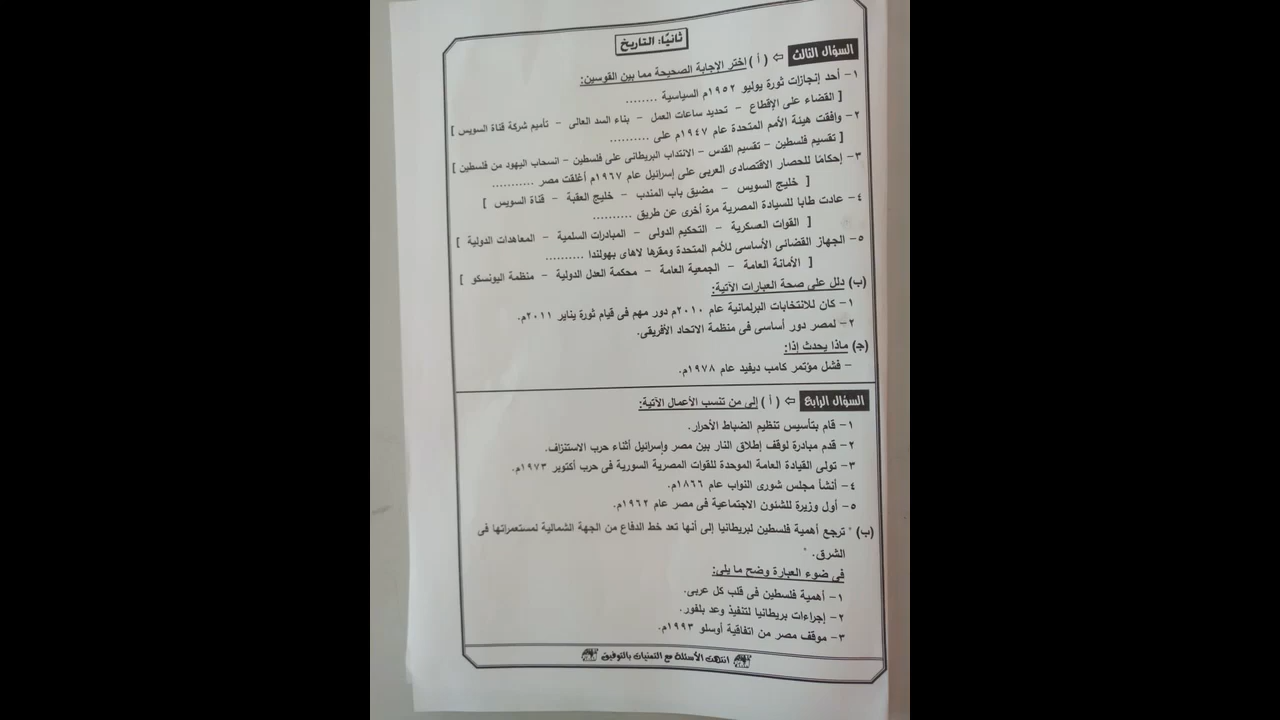 ثانيًا: التاريخ
السؤال الثالث ⇦ ( أ ) اختر الإجابة الصحيحة مما بين القوسين:
١- أحد إنجازات ثورة يوليو ١٩٥٢م السياسية ........
[ القضاء على الإقطاع - تحديد ساعات العمل - بناء السد العالى - تأميم شركة قناة السويس ]
٢- وافقت هيئة الأمم المتحدة عام ١٩٤٧م على ..........
[ تقسيم فلسطين - تقسيم القدس - الانتداب البريطانى على فلسطين - انسحاب اليهود من فلسطين ]
٣- إحكامًا للحصار الاقتصادى العربى على إسرائيل عام ١٩٦٧م أغلقت مصر ...........
[ خليج السويس - مضيق باب المندب - خليج العقبة - قناة السويس ]
٤- عادت طابا للسيادة المصرية مرة أخرى عن طريق ..........
[ القوات العسكرية - التحكيم الدولى - المبادرات السلمية - المعاهدات الدولية ]
٥- الجهاز القضائى الأساسى للأمم المتحدة ومقرها لاهاى بهولندا ..........
[ الأمانة العامة - الجمعية العامة - محكمة العدل الدولية - منظمة اليونسكو ]
(ب) دلل على صحة العبارات الآتية:
١- كان للانتخابات البرلمانية عام ٢٠١٠م دور مهم فى قيام ثورة يناير ٢٠١١م.
٢- لمصر دور أساسى فى منظمة الاتحاد الأفريقى.
(جـ) ماذا يحدث إذا:
- فشل مؤتمر كامب ديفيد عام ١٩٧٨م.
السؤال الرابع ⇦ ( أ ) إلى من تنسب الأعمال الآتية:
١- قام بتأسيس تنظيم الضباط الأحرار.
٢- قدم مبادرة لوقف إطلاق النار بين مصر وإسرائيل أثناء حرب الاستنزاف.
٣- تولى القيادة العامة الموحدة للقوات المصرية السورية فى حرب أكتوبر ١٩٧٣م.
٤- أنشأ مجلس شورى النواب عام ١٨٦٦م.
٥- أول وزيرة للشئون الاجتماعية فى مصر عام ١٩٦٢م.
(ب) " ترجع أهمية فلسطين لبريطانيا إلى أنها تعد خط الدفاع من الجهة الشمالية لمستعمراتها فى
الشرق. "
فى ضوء العبارة وضح ما يلى:
١- أهمية فلسطين فى قلب كل عربى.
٢- إجراءات بريطانيا لتنفيذ وعد بلفور.
٣- موقف مصر من اتفاقية أوسلو ١٩٩٣م.
انتهت الأسئلة مع التمنيات بالتوفيق